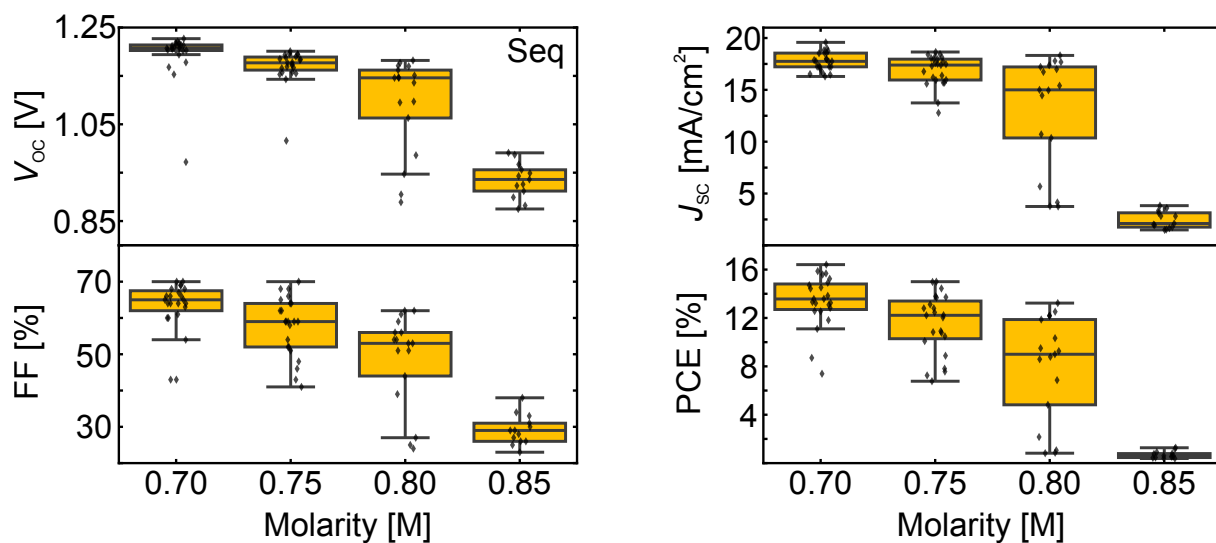 Seq
V_OC [V]
1.25
1.05
0.85
FF [%]
70
50
30
0.70 0.75 0.80 0.85
Molarity [M]
J_SC [mA/cm²]
20
15
10
5
PCE [%]
16
12
8
4
0.70 0.75 0.80 0.85
Molarity [M]